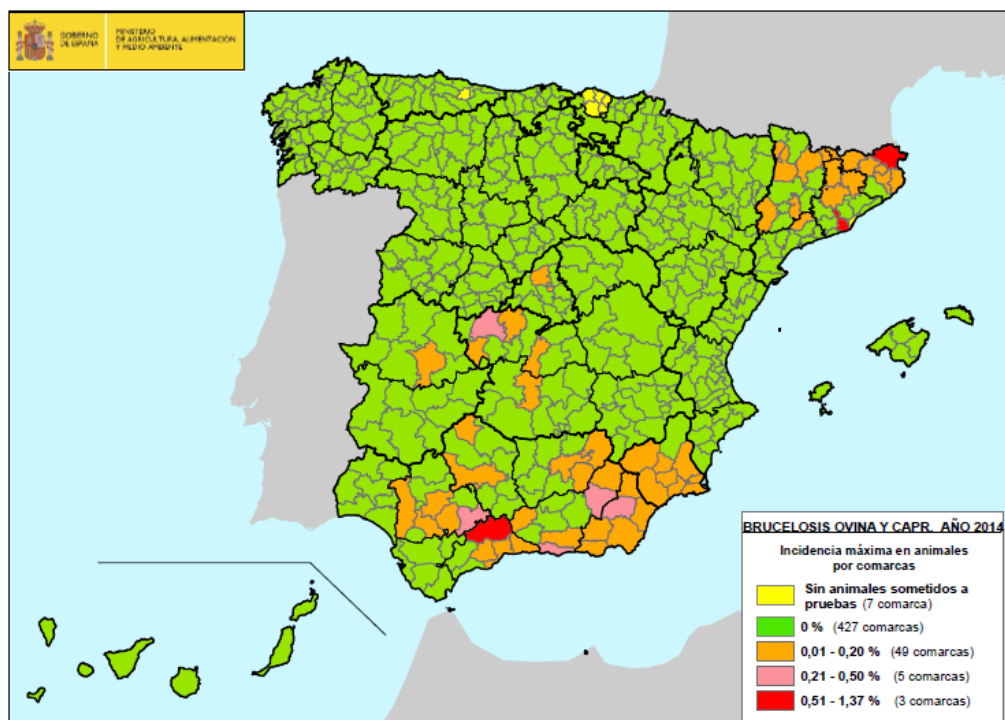 GOBIERNO
DE ESPAÑA
MINISTERIO
DE AGRICULTURA, ALIMENTACIÓN
Y MEDIO AMBIENTE
BRUCELOSIS OVINA Y CAPR. AÑO 2014
Incidencia máxima en animales
por comarcas
Sin animales sometidos a
pruebas (7 comarca)
0 % (427 comarcas)
0,01 - 0,20 % (49 comarcas)
0,21 - 0,50 % (5 comarcas)
0,51 - 1,37 % (3 comarcas)